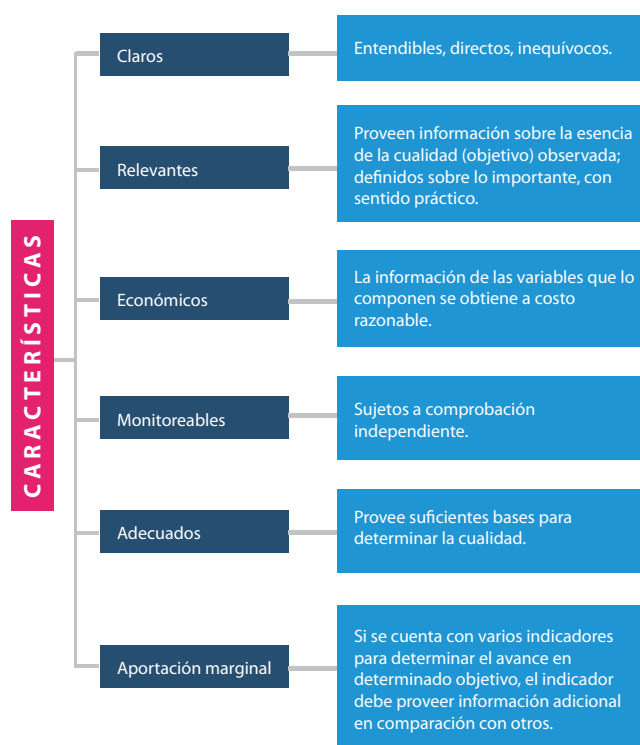 CARACTERÍSTICAS
Claros
Entendibles, directos, inequívocos.
Relevantes
Proveen información sobre la esencia
de la cualidad (objetivo) observada;
definidos sobre lo importante, con
sentido práctico.
Económicos
La información de las variables que lo
componen se obtiene a costo
razonable.
Monitoreables
Sujetos a comprobación
independiente.
Adecuados
Provee suficientes bases para
determinar la cualidad.
Aportación marginal
Si se cuenta con varios indicadores
para determinar el avance en
determinado objetivo, el indicador
debe proveer información adicional
en comparación con otros.